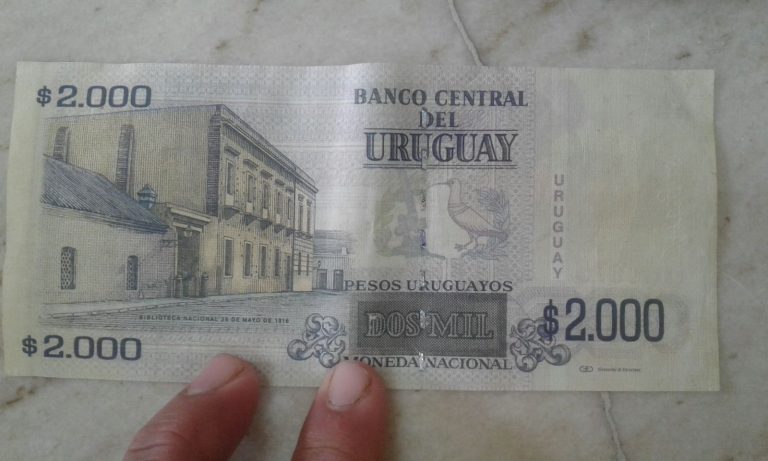 $2.000
BANCO CENTRAL
DEL
URUGUAY
URUGUAY
PESOS URUGUAYOS
BIBLIOTECA NACIONAL 26 DE MAYO DE 1816
DOS MIL
$2.000
$2.000
MONEDA NACIONAL